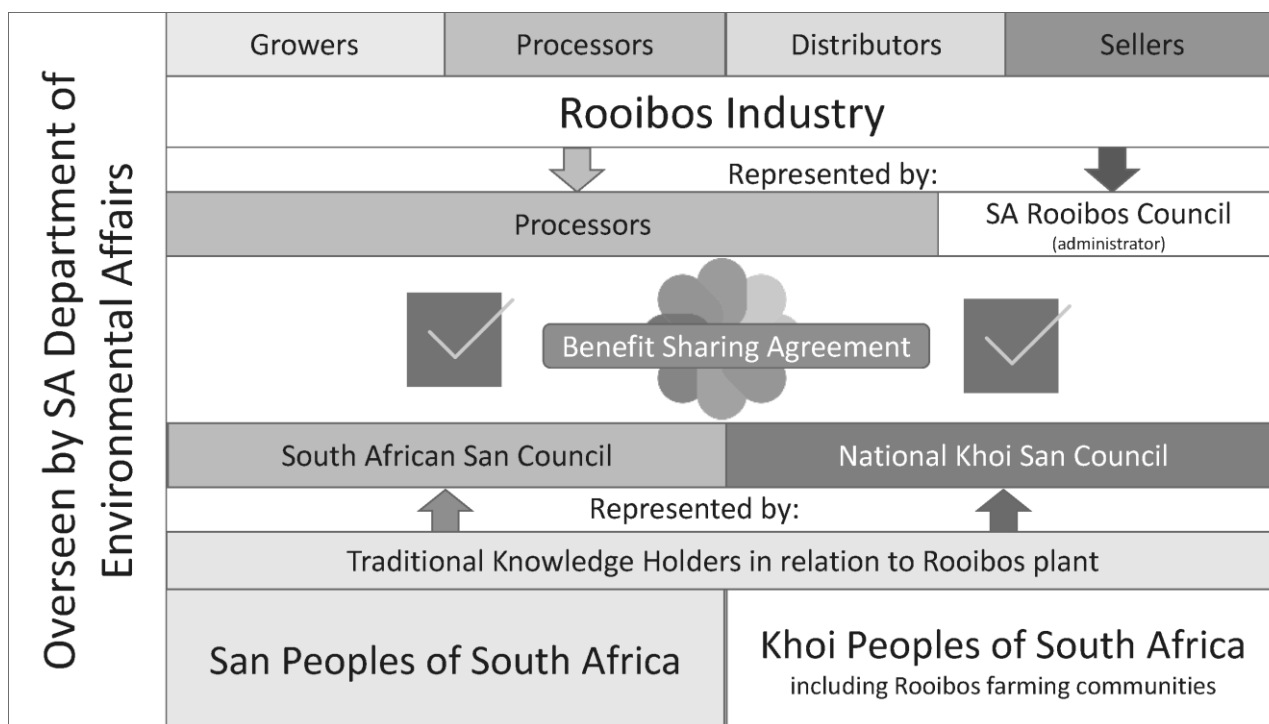 Overseen by SA Department of
Environmental Affairs
Growers
Processors
Distributors
Sellers
Rooibos Industry
Represented by:
Processors
SA Rooibos Council
(administrator)
Benefit Sharing Agreement
South African San Council
National Khoi San Council
Represented by:
Traditional Knowledge Holders in relation to Rooibos plant
San Peoples of South Africa
Khoi Peoples of South Africa
including Rooibos farming communities